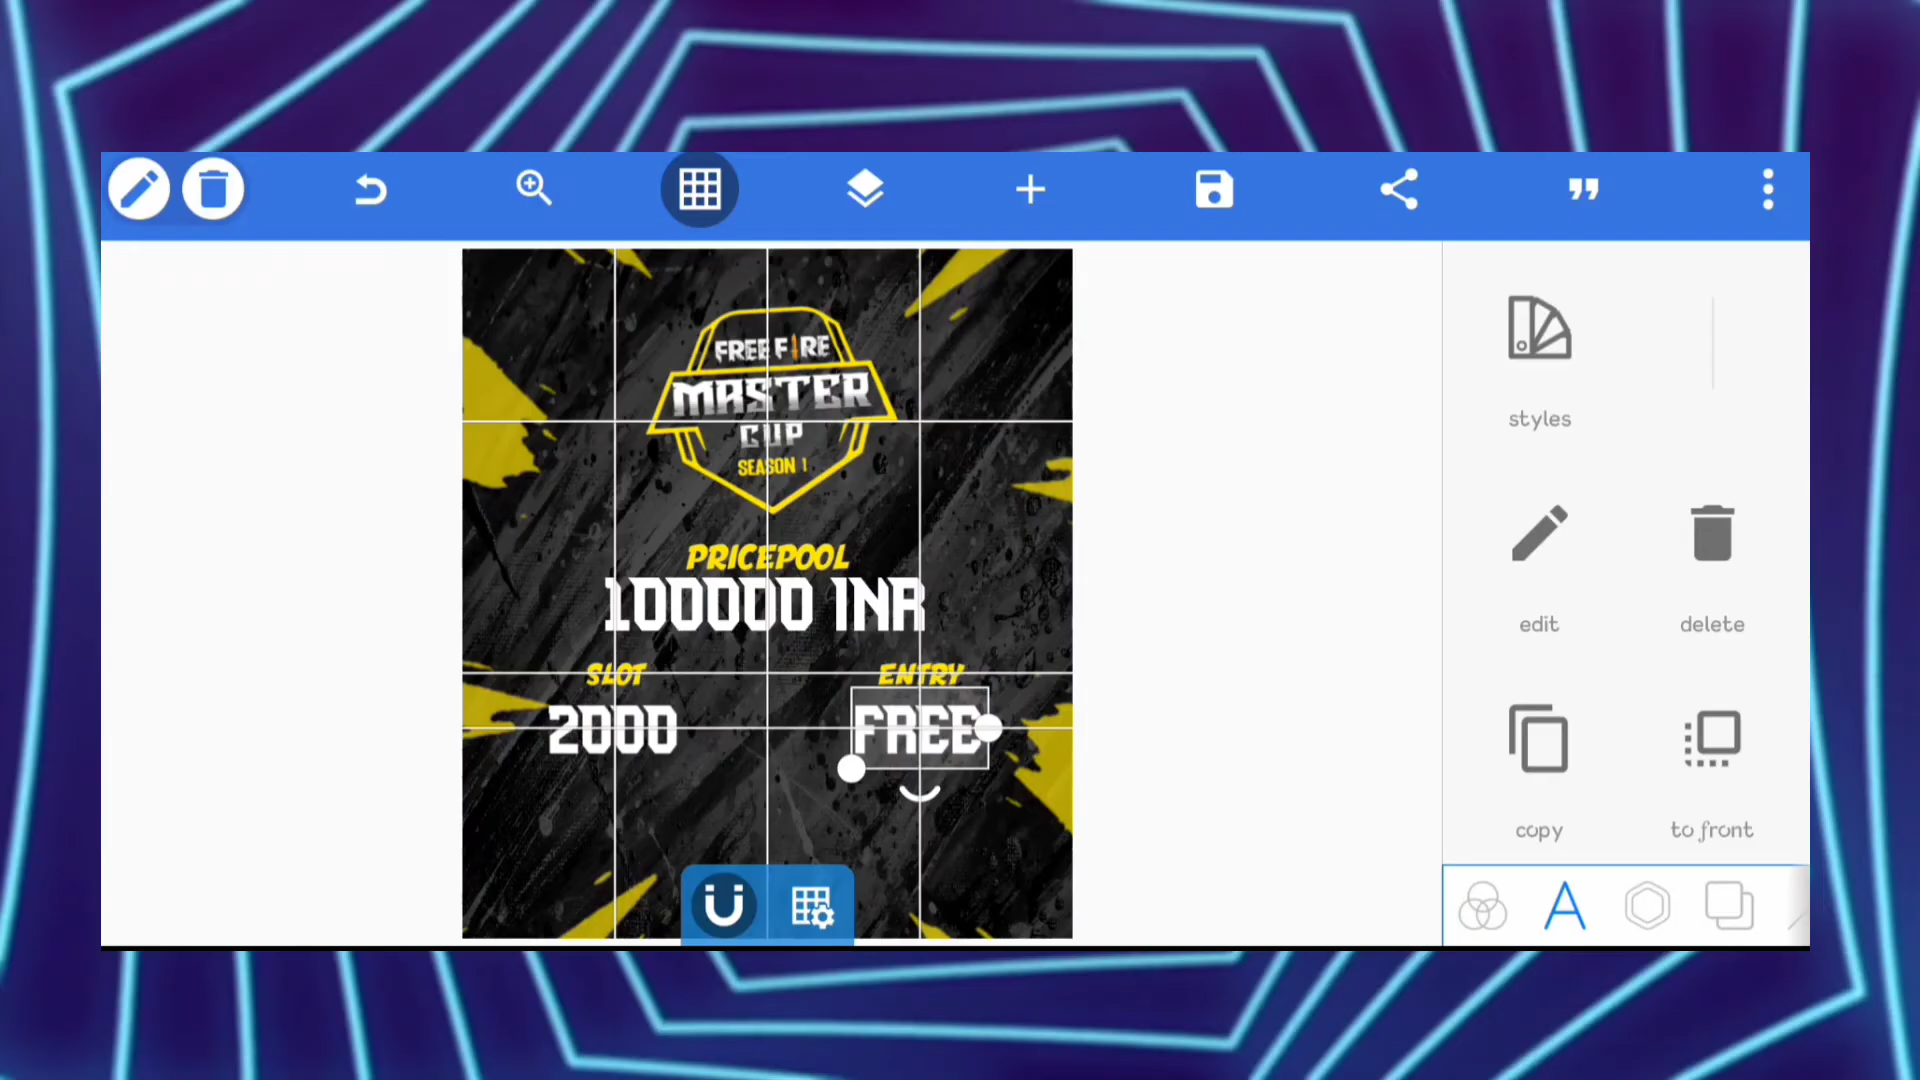 FREE FIRE
MASTER
CUP
SEASON 1
PRICEPOOL
100000 INR
SLOT
ENTRY
2000
FREE
styles
edit
delete
copy
to front